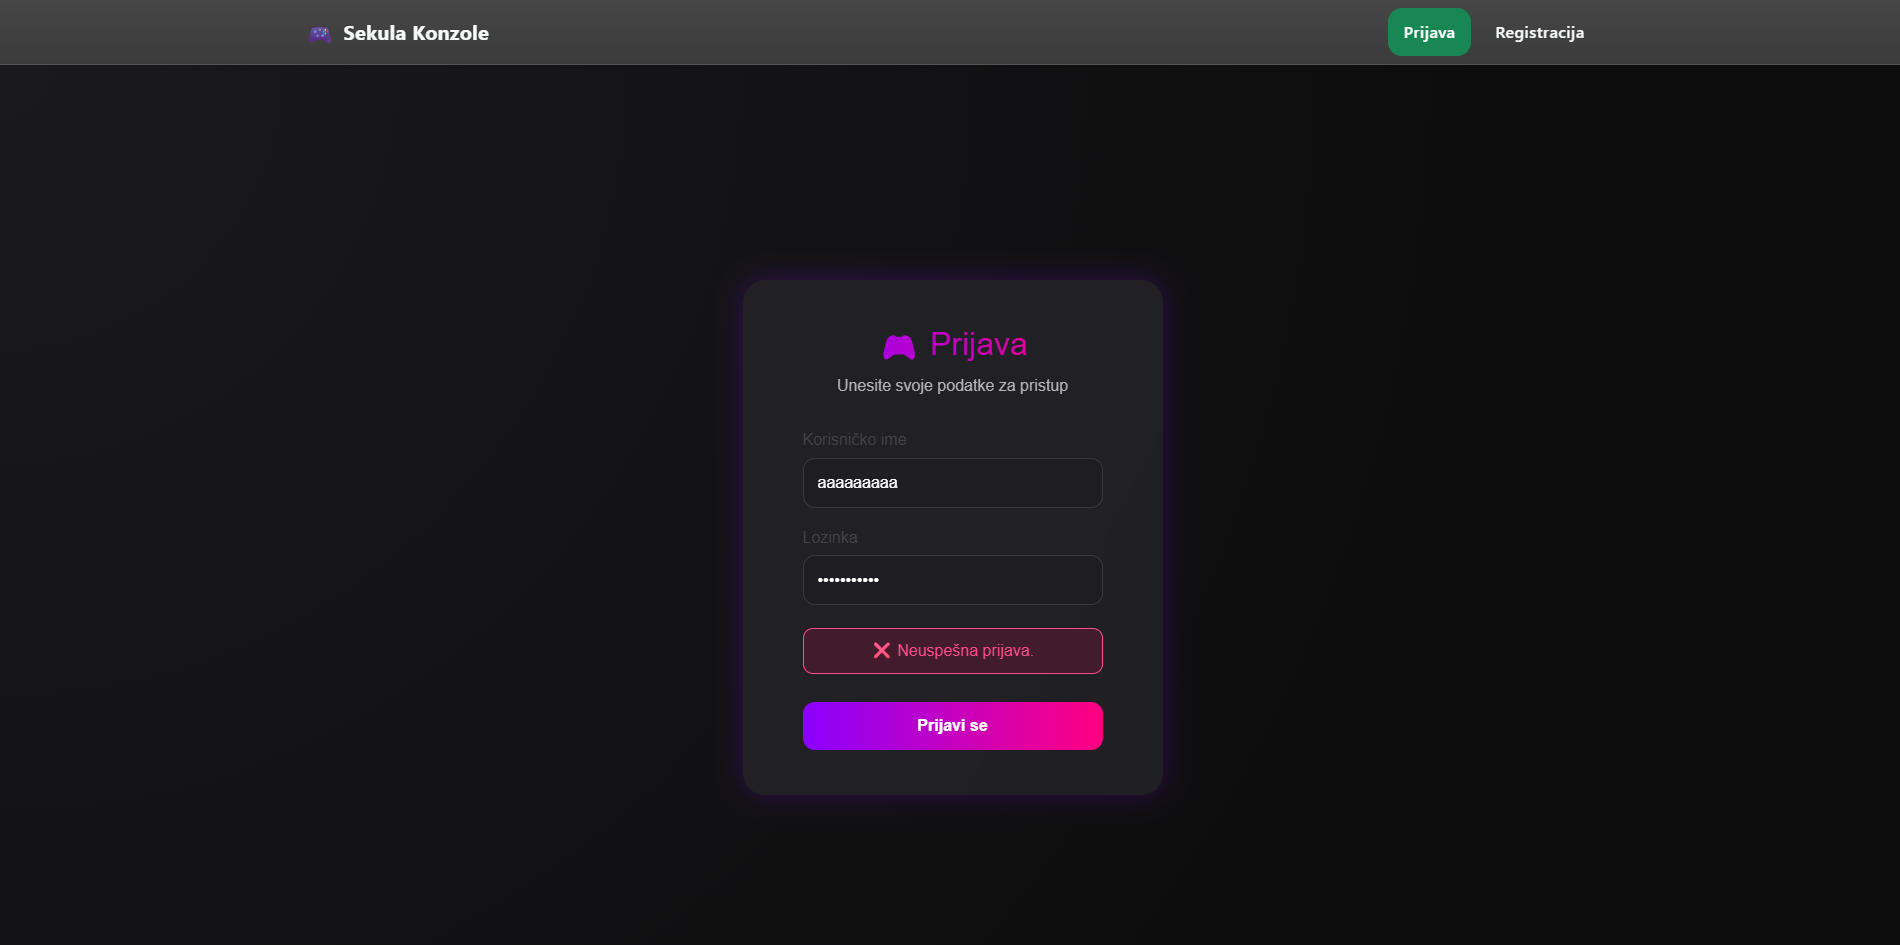 Sekula Konzole
Prijava
Registracija
Prijava
Unesite svoje podatke za pristup
Korisničko ime
aaaaaaaaa
Lozinka
•••••••••••
Neuspešna prijava.
Prijavi se